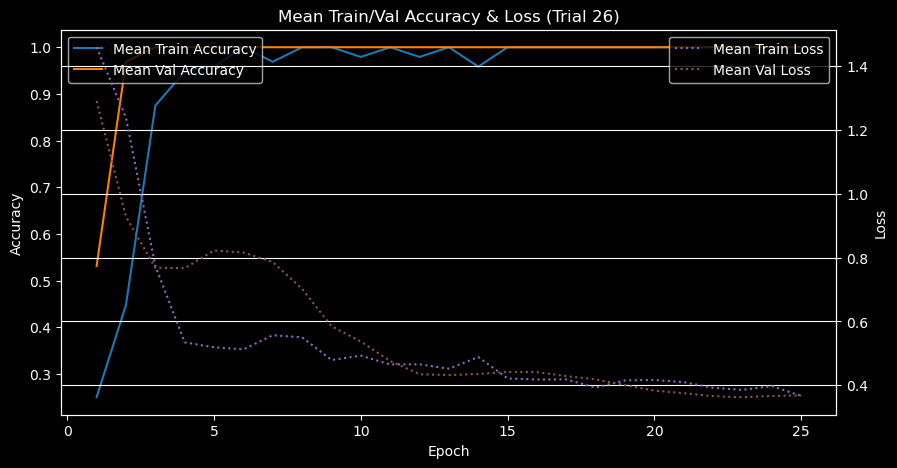 Mean Train/Val Accuracy & Loss (Trial 26)
Mean Train Accuracy
Mean Val Accuracy
Mean Train Loss
Mean Val Loss
1.0
0.9
0.8
0.7
0.6
0.5
0.4
0.3
Accuracy
1.4
1.2
1.0
0.8
0.6
0.4
Loss
0 5 10 15 20 25
Epoch